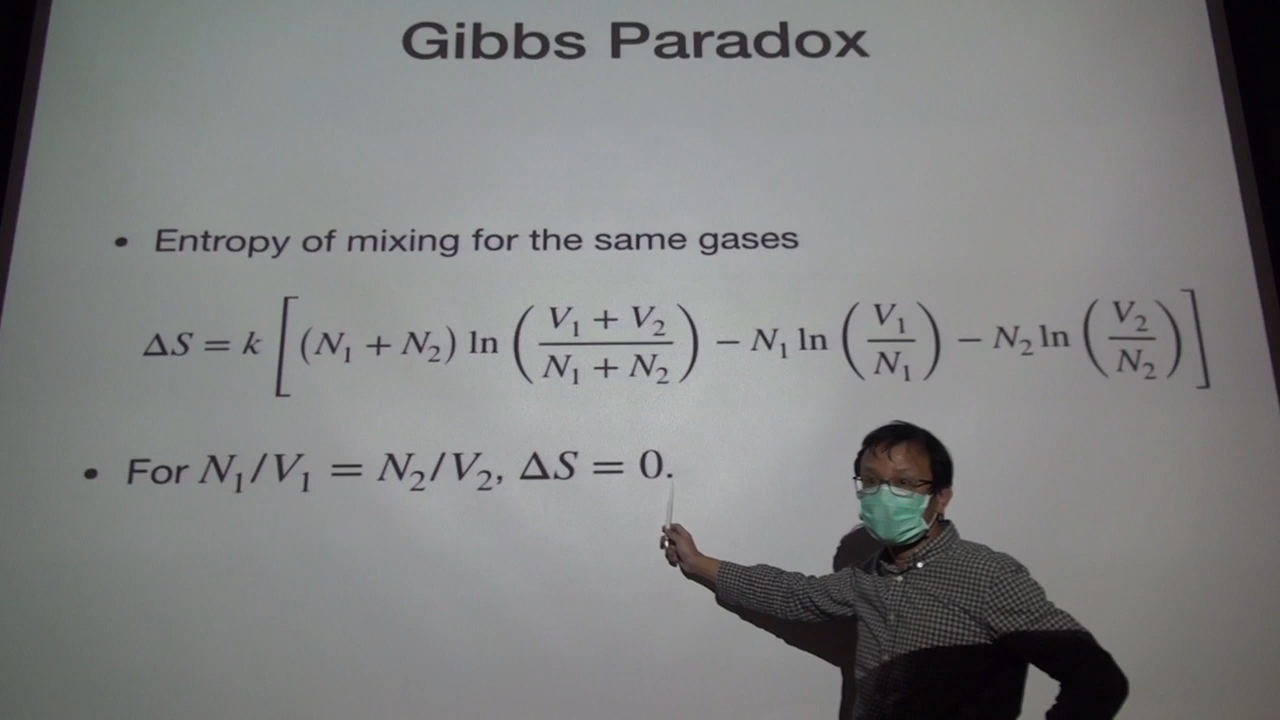 Gibbs Paradox
• Entropy of mixing for the same gases
ΔS = k [ (N₁ + N₂) ln ( (V₁ + V₂) / (N₁ + N₂) ) − N₁ ln ( V₁ / N₁ ) − N₂ ln ( V₂ / N₂ ) ]
• For N₁/V₁ = N₂/V₂, ΔS = 0.